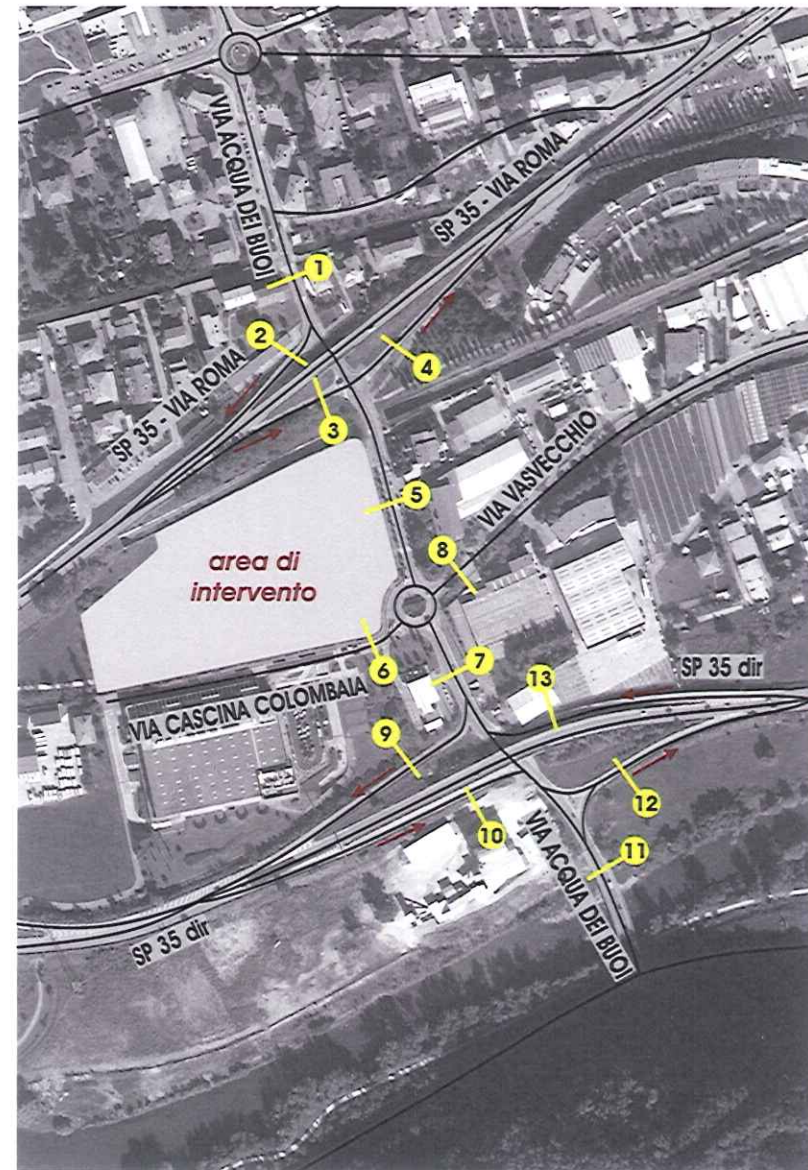 VIA ACQUA DEI BUOI
SP 35 - VIA ROMA
1
2
SP 35 - VIA ROMA
4
3
VIA VASVECCHIO
5
8
area di
intervento
6
7
SP 35 dir
13
VIA CASCINA COLOMBAIA
9
12
10
VIA ACQUA DEI BUOI
11
SP 35 dir